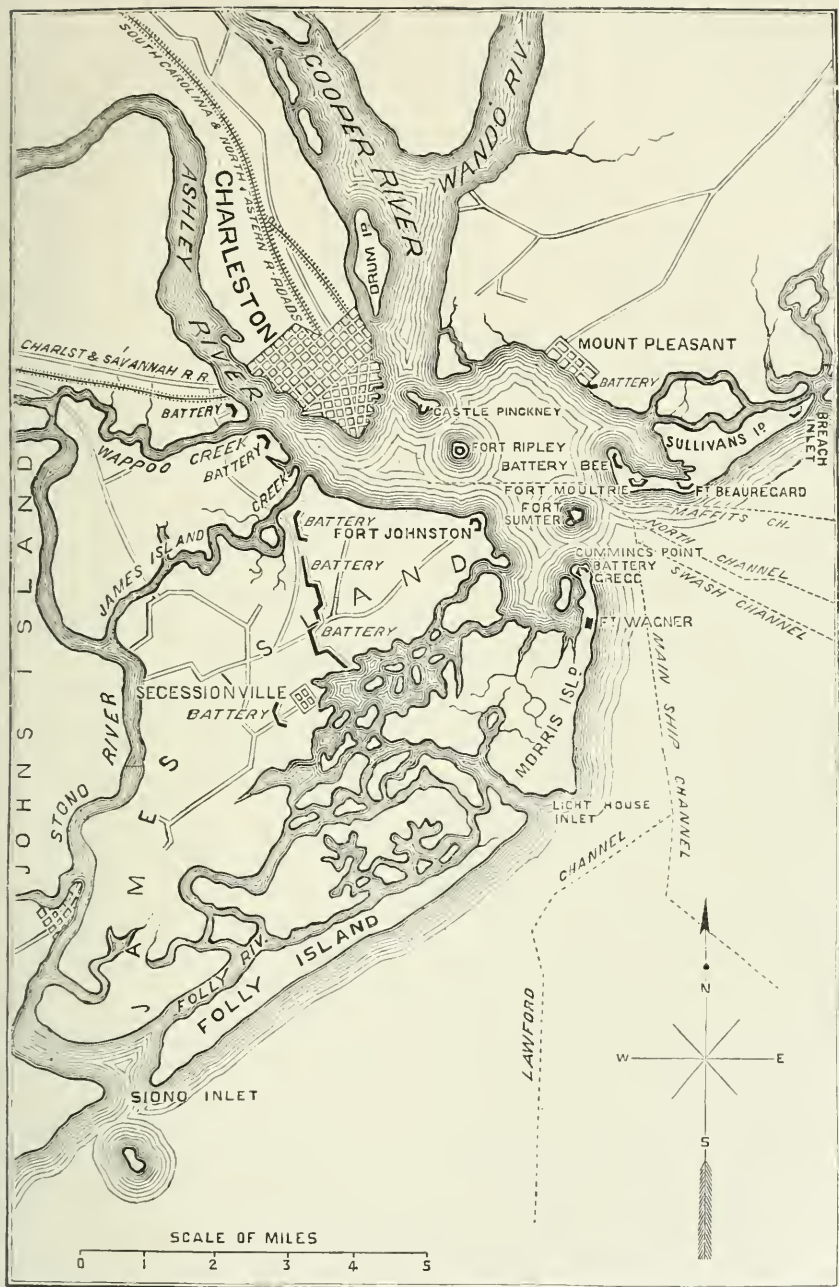 SOUTH CAROLINA & NORTH EASTERN R-ROADS
COOPER RIVER
WANDO RIV.
ASHLEY
RIVER
CHARLESTON
DRUM ID
CHARLST & SAVANNAH R.R
MOUNT PLEASANT
BATTERY
BATTERY
CASTLE PINCKNEY
SULLIVANS ID
BREACH
INLET
WAPPOO CREEK
BATTERY
FORT RIPLEY
BATTERY BEE
FORT MOULTRIE
FT BEAUREGARD
JAMES ISLAND CREEK
BATTERY
FORT JOHNSTON
FORT
SUMTER
MAFFITS CH.
NORTH CHANNEL
SWASH CHANNEL
BATTERY
CUMMINGS POINT
BATTERY
GREGG
FT WAGNER
BATTERY
JOHNS ISLAND
JAMES ISLAND
SECESSIONVILLE
BATTERY
MORRIS ISLD
MAIN SHIP CHANNEL
STONO RIVER
LIGHT HOUSE
INLET
LAWFORD CHANNEL
FOLLY RIV.
FOLLY ISLAND
SIONO INLET
N
W
E
S
SCALE OF MILES
0 1 2 3 4 5